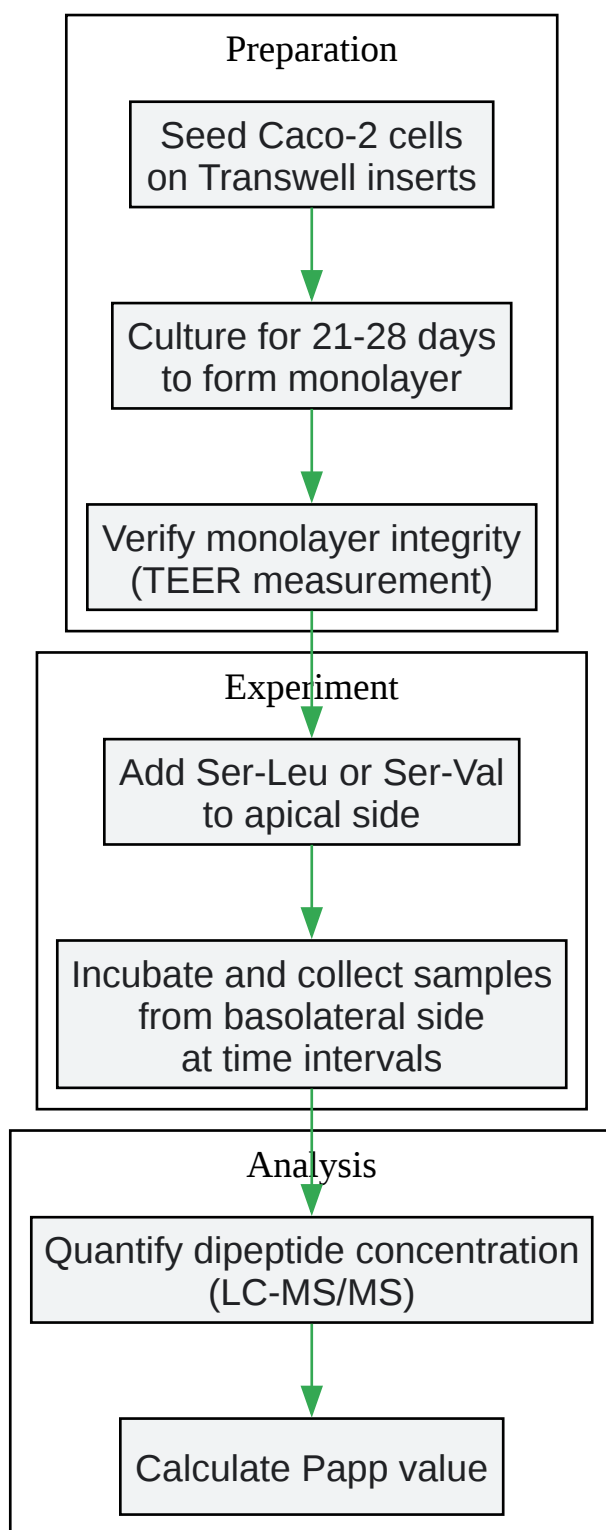 Preparation
Seed Caco-2 cells
on Transwell inserts
Culture for 21-28 days
to form monolayer
Verify monolayer integrity
(TEER measurement)
Experiment
Add Ser-Leu or Ser-Val
to apical side
Incubate and collect samples
from basolateral side
at time intervals
Analysis
Quantify dipeptide concentration
(LC-MS/MS)
Calculate Papp value